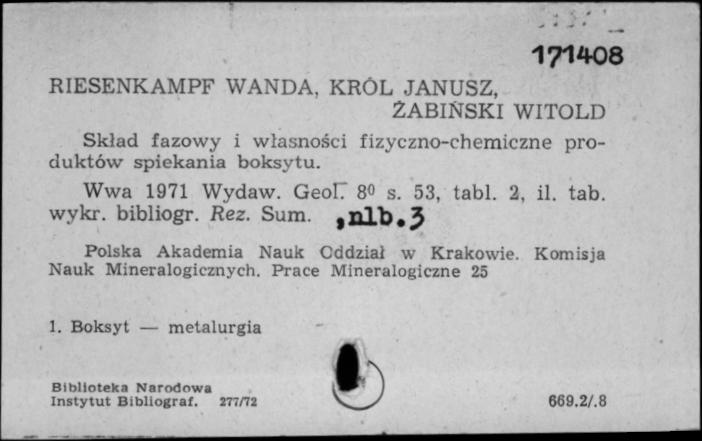 171408
RIESENKAMPF WANDA, KRÓL JANUSZ,
ŻABIŃSKI WITOLD
Skład fazowy i własności fizyczno-chemiczne pro-
duktów spiekania boksytu.
Wwa 1971 Wydaw. Geol. 8⁰ s. 53, tabl. 2, il. tab.
wykr. bibliogr. Rez. Sum. , nlb. 3
Polska Akademia Nauk Oddział w Krakowie. Komisja
Nauk Mineralogicznych. Prace Mineralogiczne 25
1. Boksyt — metalurgia
Biblioteka Narodowa
Instytut Bibliograf. 277/72 669.2/.8